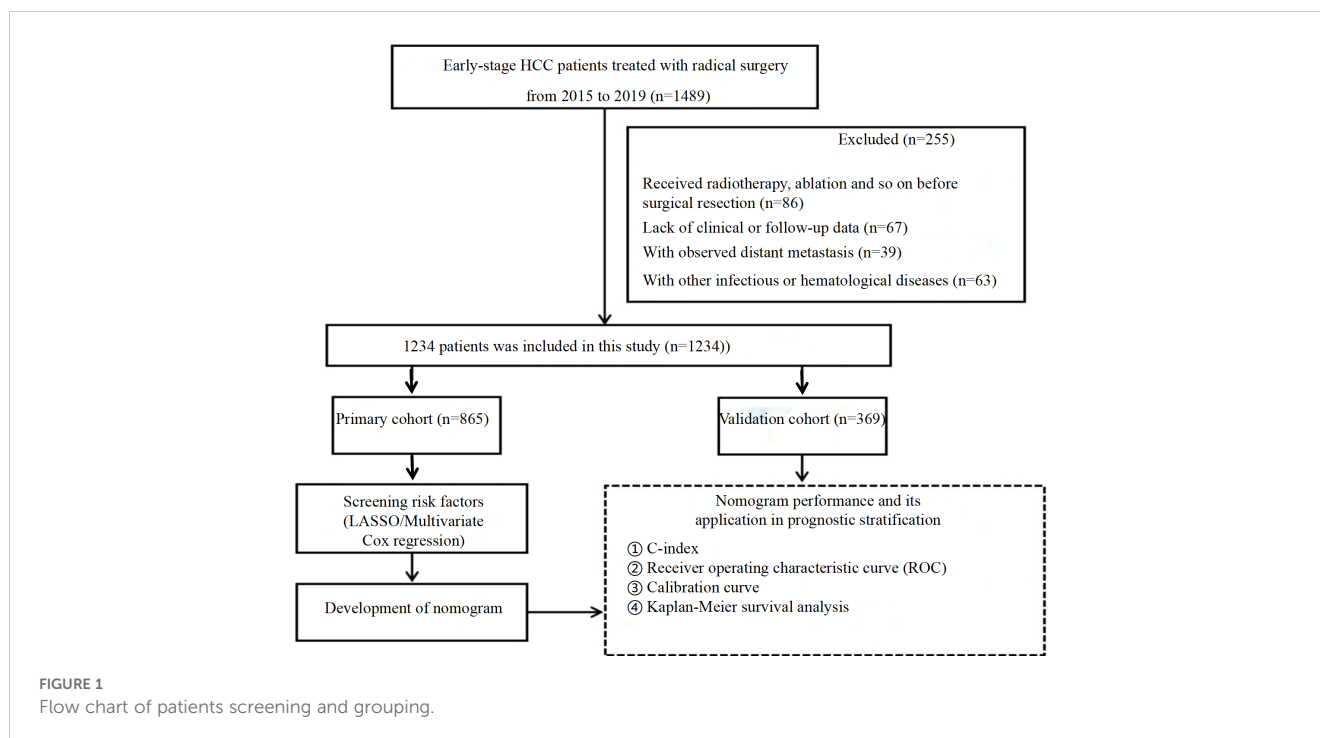 Early-stage HCC patients treated with radical surgery
from 2015 to 2019 (n=1489)
Excluded (n=255)
Received radiotherapy, ablation and so on before
surgical resection (n=86)
Lack of clinical or follow-up data (n=67)
With observed distant metastasis (n=39)
With other infectious or hematological diseases (n=63)
1234 patients was included in this study (n=1234))
Primary cohort (n=865)
Validation cohort (n=369)
Screening risk factors
(LASSO/Multivariate
Cox regression)
Development of nomogram
Nomogram performance and its
application in prognostic stratification
① C-index
② Receiver operating characteristic curve (ROC)
③ Calibration curve
④ Kaplan-Meier survival analysis
FIGURE 1
Flow chart of patients screening and grouping.